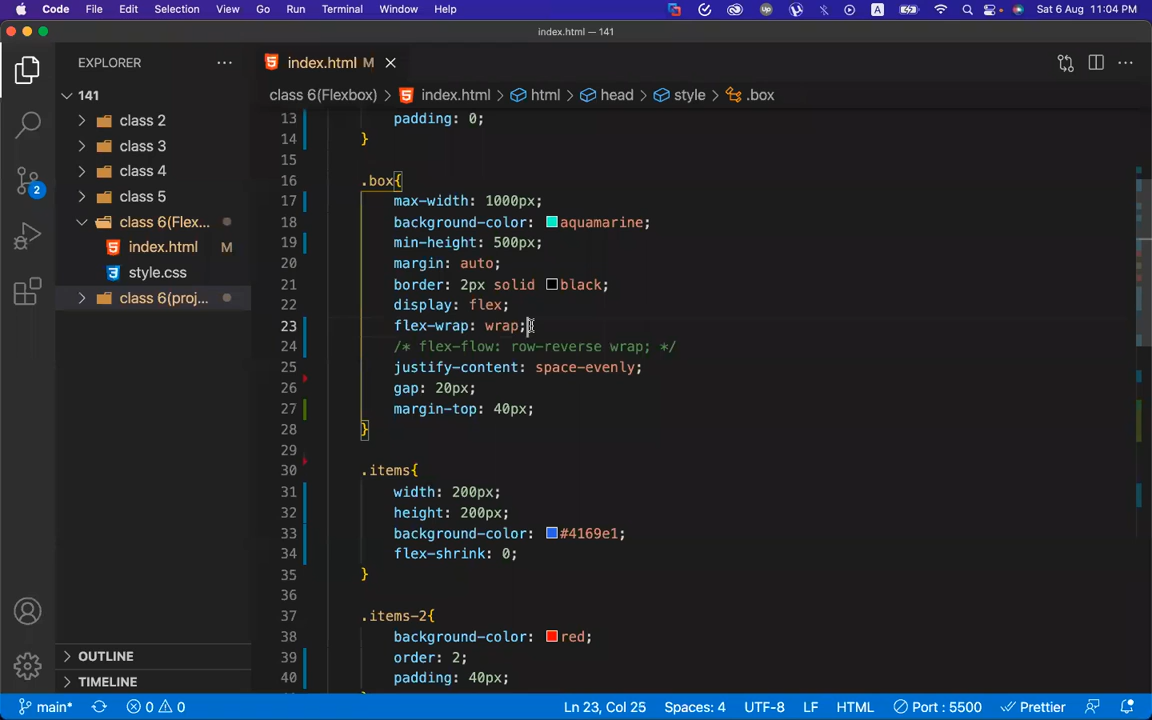 Code File Edit Selection View Go Run Terminal Window Help Up A Sat 6 Aug 11:04 PM
index.html — 141
EXPLORER ··· index.html M
class 6(Flexbox) > index.html > html > head > style > .box
141
class 2
class 3
class 4
class 5
class 6(Flex...
index.html M
style.css
class 6(proj...
OUTLINE
TIMELINE
2
13 padding: 0;
14 }
15
16 .box{
17 max-width: 1000px;
18 background-color: aquamarine;
19 min-height: 500px;
20 margin: auto;
21 border: 2px solid black;
22 display: flex;
23 flex-wrap: wrap;
24 /* flex-flow: row-reverse wrap; */
25 justify-content: space-evenly;
26 gap: 20px;
27 margin-top: 40px;
28 }
29
30 .items{
31 width: 200px;
32 height: 200px;
33 background-color: #4169e1;
34 flex-shrink: 0;
35 }
36
37 .items-2{
38 background-color: red;
39 order: 2;
40 padding: 40px;
main* 0 0 Ln 23, Col 25 Spaces: 4 UTF-8 LF HTML Port : 5500 Prettier